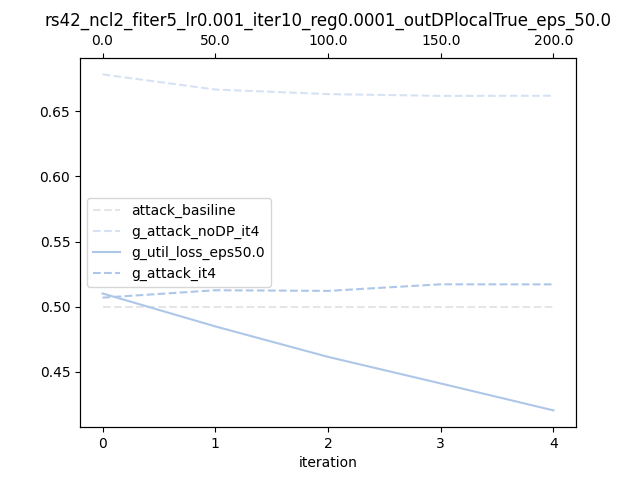 rs42_ncl2_fiter5_lr0.001_iter10_reg0.0001_outDPlocalTrue_eps_50.0
0.0 50.0 100.0 150.0 200.0
0.65
0.60
0.55
0.50
0.45
attack_basiline
g_attack_noDP_it4
g_util_loss_eps50.0
g_attack_it4
0 1 2 3 4
iteration